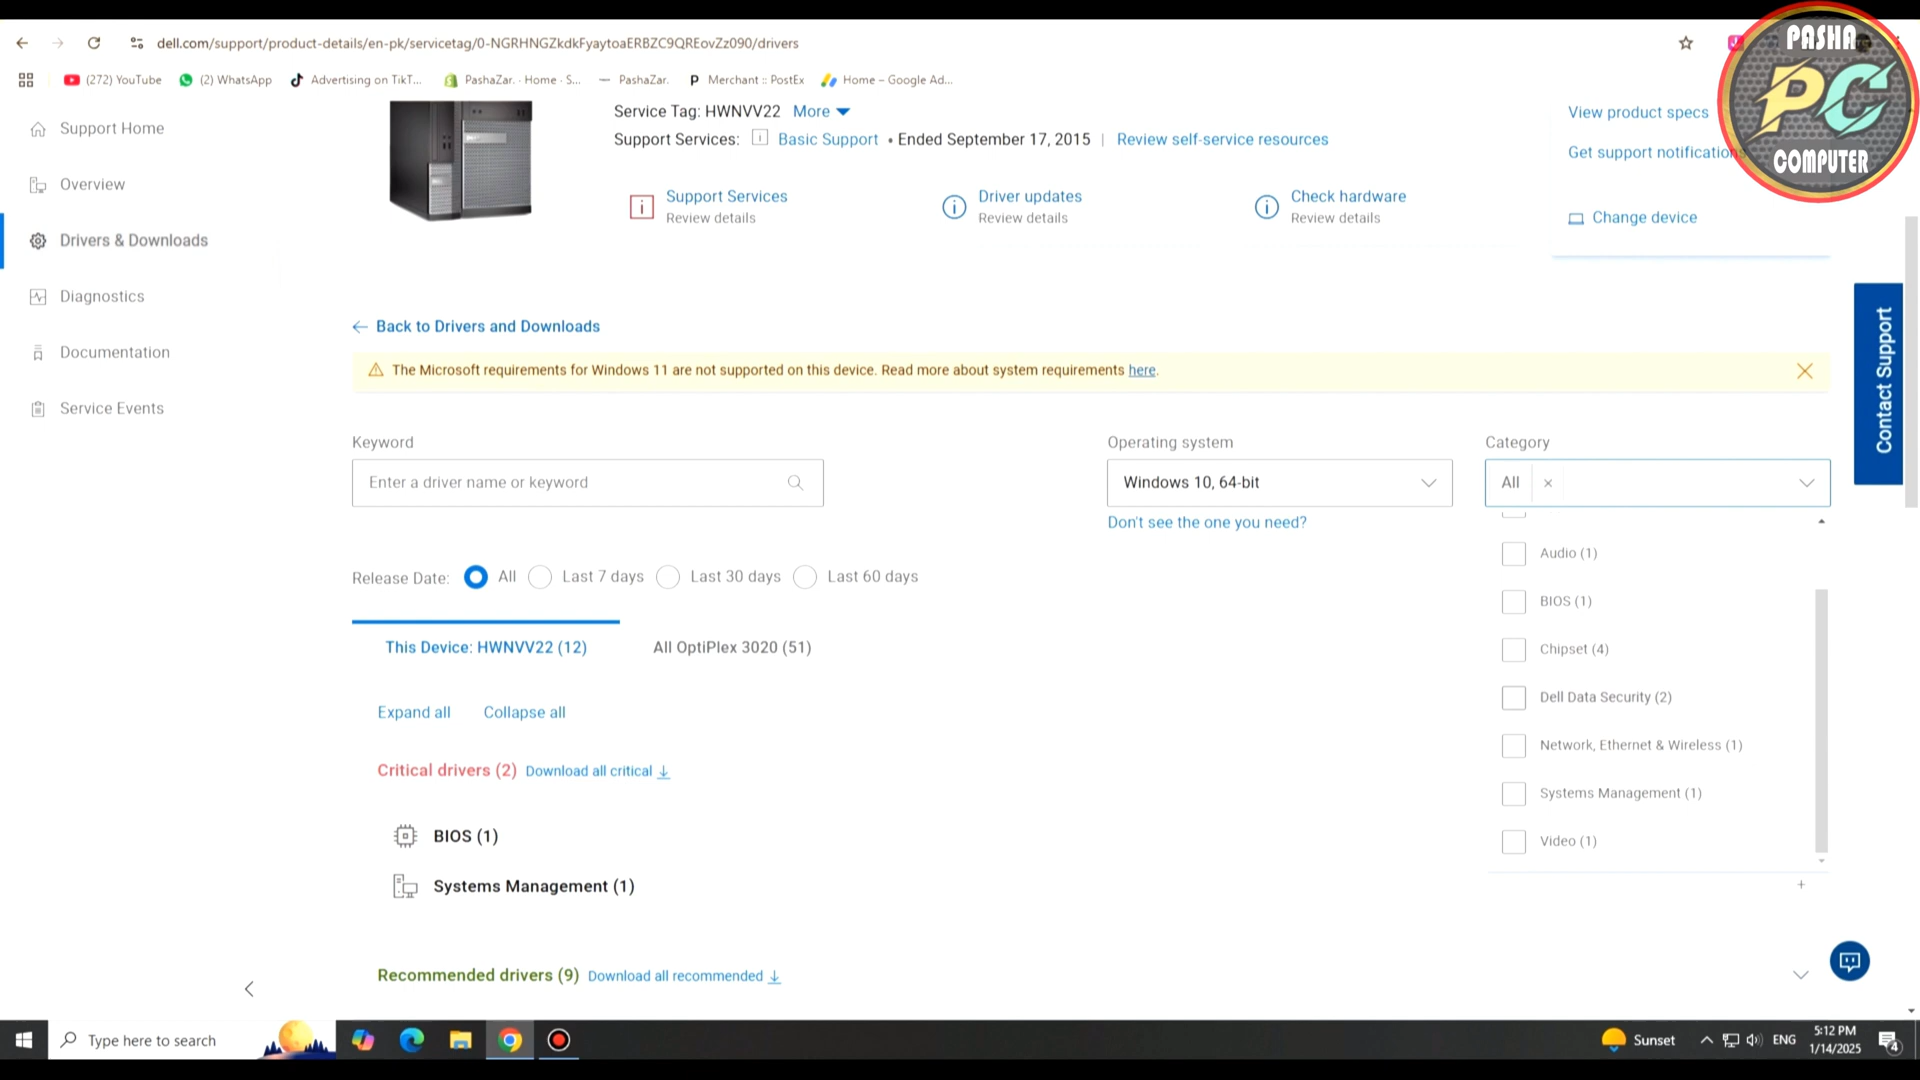 dell.com/support/product-details/en-pk/servicetag/0-NGRHNGZkdkFyaytoaERBZC9QREovZz090/drivers
PASHA
PC
COMPUTER
(272) YouTube
(2) WhatsApp
Advertising on TikT...
PashaZar. · Home · S...
PashaZar.
Merchant :: PostEx
Home – Google Ad...
Support Home
Overview
Drivers & Downloads
Diagnostics
Documentation
Service Events
Service Tag: HWNVV22 More
Support Services: Basic Support • Ended September 17, 2015 | Review self-service resources
Support Services
Review details
Driver updates
Review details
Check hardware
Review details
View product specs
Get support notification
Change device
Contact Support
Back to Drivers and Downloads
The Microsoft requirements for Windows 11 are not supported on this device. Read more about system requirements here.
Keyword
Enter a driver name or keyword
Operating system
Windows 10, 64-bit
Don't see the one you need?
Category
All ×
Audio (1)
BIOS (1)
Chipset (4)
Dell Data Security (2)
Network, Ethernet & Wireless (1)
Systems Management (1)
Video (1)
Release Date: All Last 7 days Last 30 days Last 60 days
This Device: HWNVV22 (12)
All OptiPlex 3020 (51)
Expand all
Collapse all
Critical drivers (2) Download all critical
BIOS (1)
Systems Management (1)
+
Recommended drivers (9) Download all recommended
Type here to search
Sunset
ENG
5:12 PM
1/14/2025
4